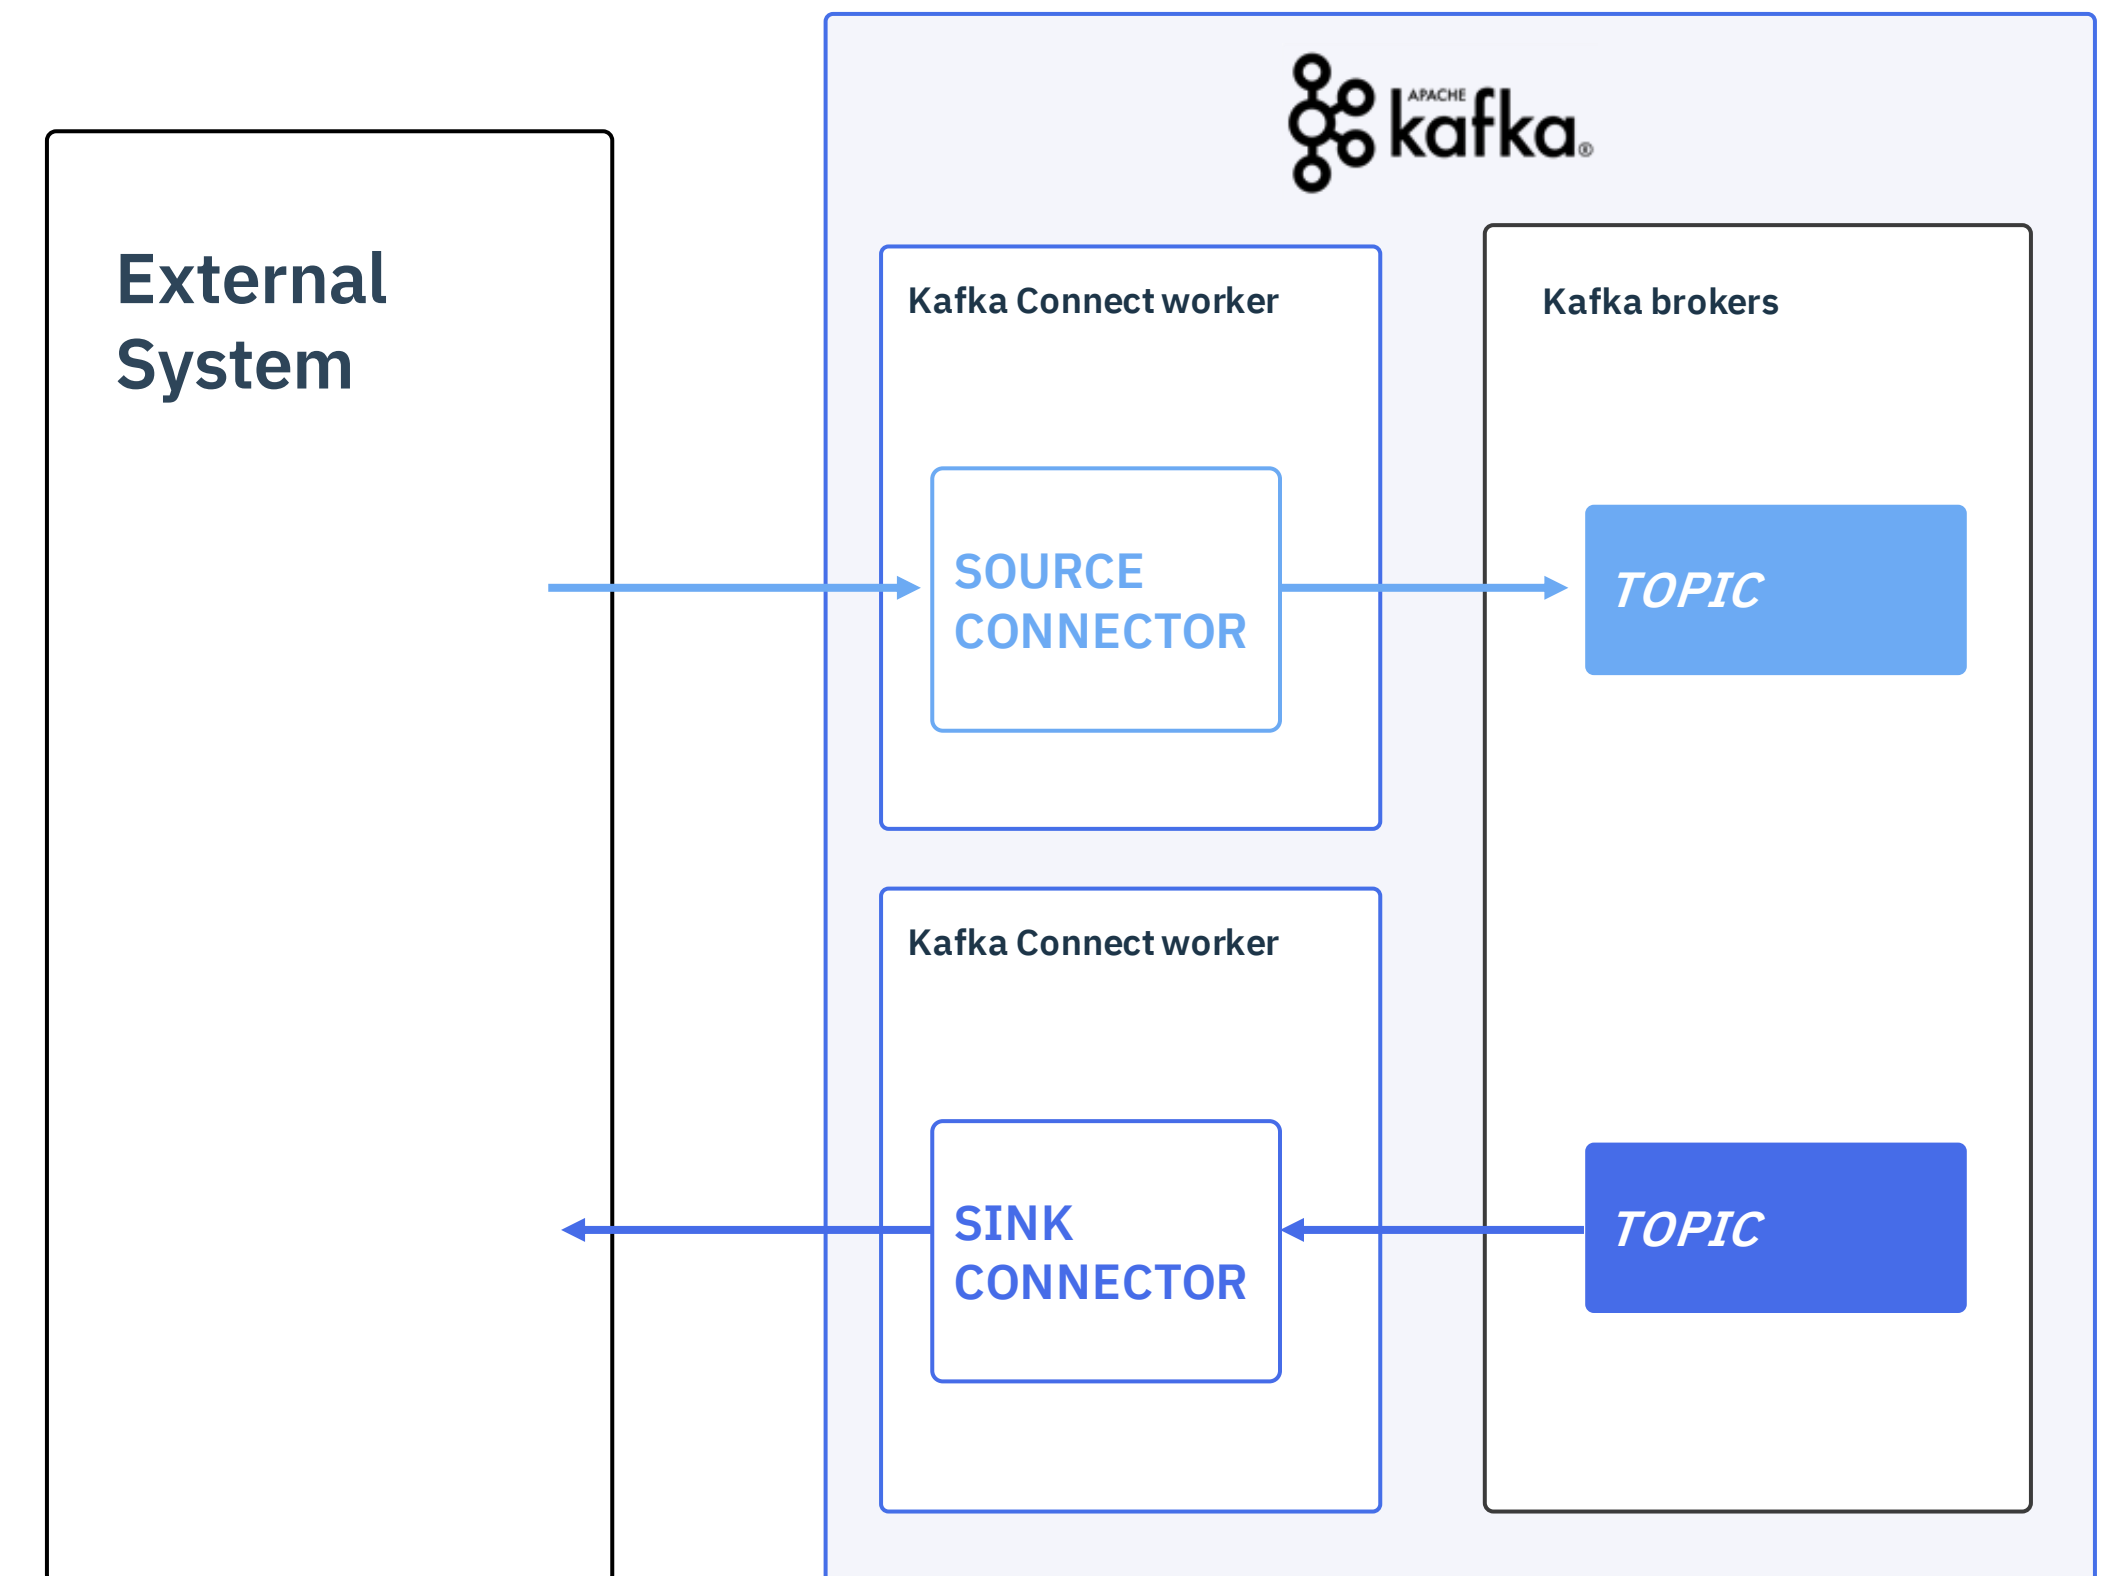 APACHE
kafka®
External
System
Kafka Connect worker
SOURCE
CONNECTOR
Kafka brokers
TOPIC
Kafka Connect worker
SINK
CONNECTOR
TOPIC